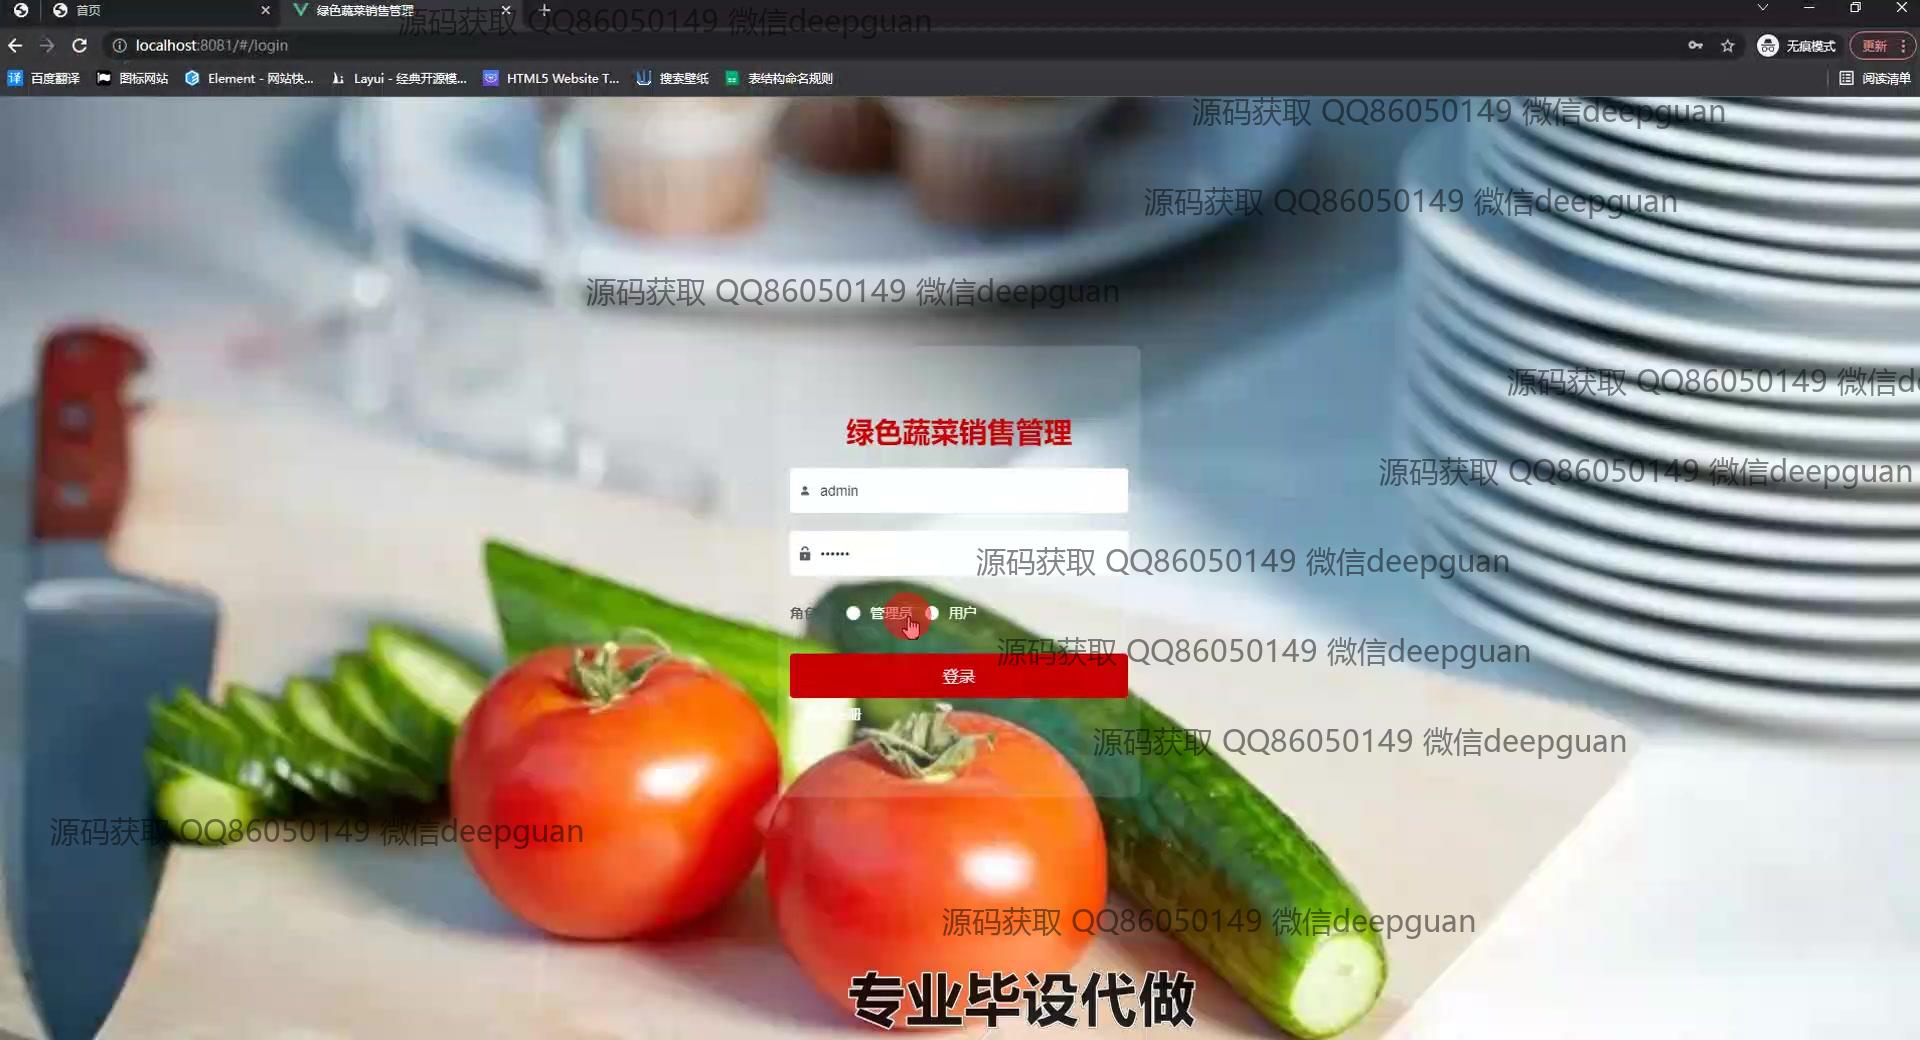 首页
绿色蔬菜销售管理
源码获取 QQ86050149 微信deepguan
localhost:8081/#/login
无痕模式
更新
百度翻译
图标网站
Element - 网站快...
Layui - 经典开源模...
HTML5 Website T...
搜索壁纸
表结构命名规则
阅读清单
源码获取 QQ86050149 微信deepguan
源码获取 QQ86050149 微信deepguan
源码获取 QQ86050149 微信deepguan
源码获取 QQ86050149 微信d
绿色蔬菜销售管理
源码获取 QQ86050149 微信deepguan
admin
••••••
源码获取 QQ86050149 微信deepguan
角色
管理员
用户
源码获取 QQ86050149 微信deepguan
登录
册
源码获取 QQ86050149 微信deepguan
源码获取 QQ86050149 微信deepguan
源码获取 QQ86050149 微信deepguan
专业毕设代做